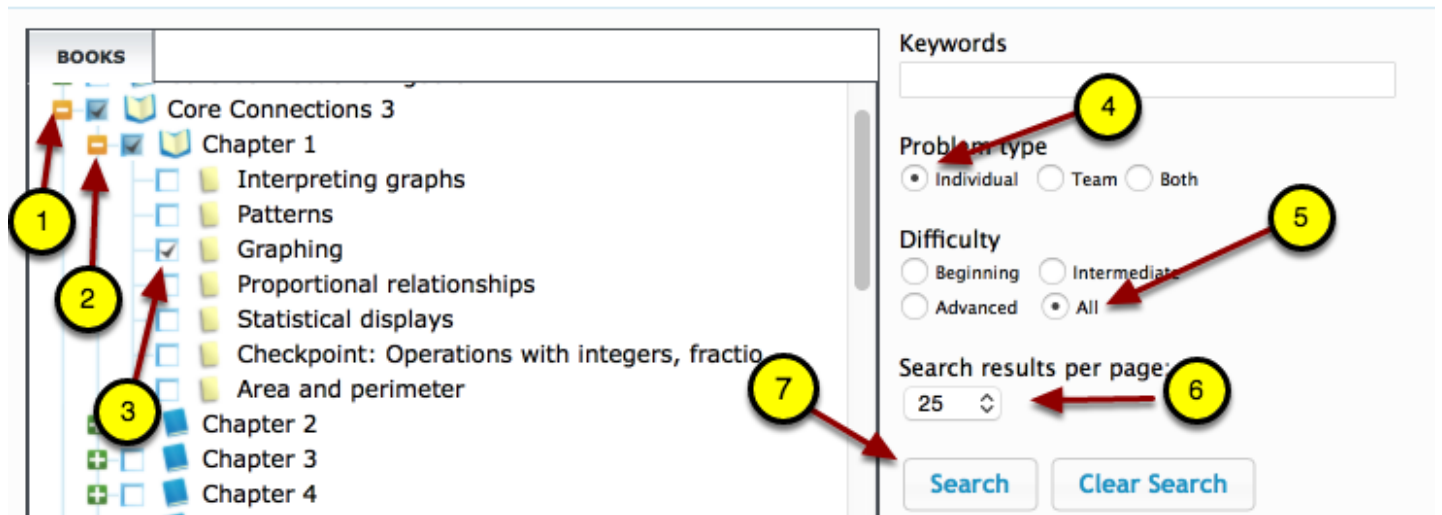 BOOKS
Core Connections 3
Chapter 1
Interpreting graphs
Patterns
Graphing
Proportional relationships
Statistical displays
Checkpoint: Operations with integers, fractio
Area and perimeter
Chapter 2
Chapter 3
Chapter 4
1
2
3
Keywords
4
Problem type
Individual Team Both
5
Difficulty
Beginning Intermediate
Advanced All
Search results per page:
25
6
7
Search Clear Search